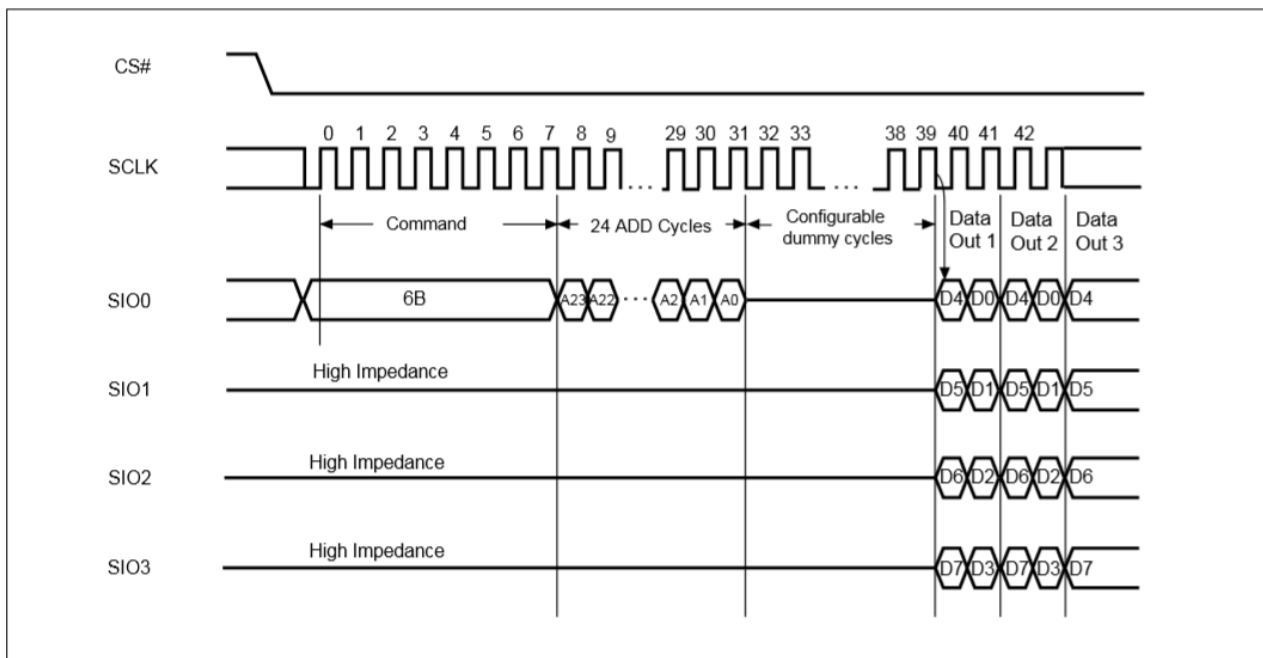 CS#
0 1 2 3 4 5 6 7 8 9 29 30 31 32 33 38 39 40 41 42
SCLK
... ...
Command 24 ADD Cycles Configurable dummy cycles Data Out 1 Data Out 2 Data Out 3
SIO0 6B A23 A22 ... A2 A1 A0 D4 D0 D4 D0 D4
High Impedance
SIO1 D5 D1 D5 D1 D5
High Impedance
SIO2 D6 D2 D6 D2 D6
High Impedance
SIO3 D7 D3 D7 D3 D7